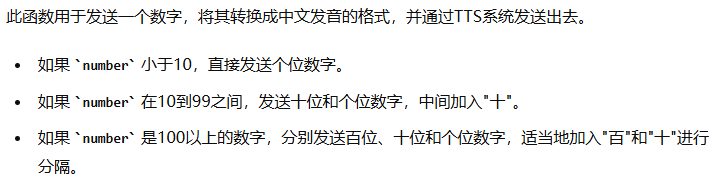 此函数用于发送一个数字，将其转换成中文发音的格式，并通过TTS系统发送出去。
• 如果 `number` 小于10，直接发送个位数字。
• 如果 `number` 在10到99之间，发送十位和个位数字，中间加入"十"。
• 如果 `number` 是100以上的数字，分别发送百位、十位和个位数字，适当地加入"百"和"十"进行
分隔。